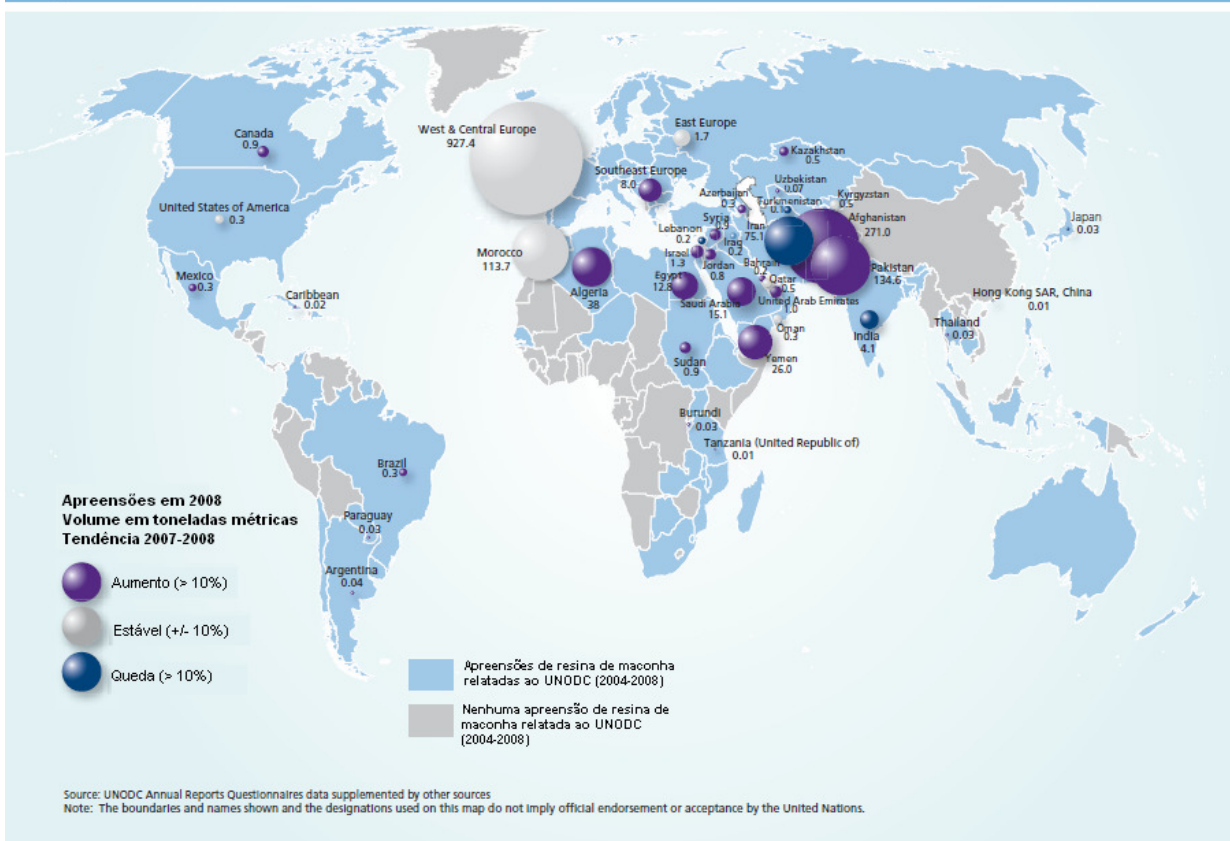 West & Central Europe
927.4
East Europe
1.7
Canada
0.9
Kazakhstan
0.5
Southeast Europe
8.0
Uzbekistan
0.07
Azerbaijan
0.3
Turkmenistan
0.1
Kyrgyzstan
0.5
United States of America
0.3
Syria
0.9
Iran
75.1
Afghanistan
271.0
Japan
0.03
Lebanon
0.2
Iraq
0.2
Morocco
113.7
Israel
1.3
Jordan
0.8
Bahrain
0.2
Pakistan
134.6
Mexico
0.3
Algeria
38
Egypt
12.8
Qatar
0.5
Caribbean
0.02
Saudi Arabia
15.1
United Arab Emirates
1.0
Hong Kong SAR, China
0.01
Oman
0.3
India
4.1
Thailand
0.03
Sudan
0.9
Yemen
26.0
Burundi
0.03
Tanzania (United Republic of)
0.01
Brazil
0.3
Paraguay
0.03
Argentina
0.04
Apreensões em 2008
Volume em toneladas métricas
Tendência 2007-2008
Aumento (> 10%)
Estável (+/- 10%)
Queda (> 10%)
Apreensões de resina de maconha
relatadas ao UNODC (2004-2008)
Nenhuma apreensão de resina de
maconha relatada ao UNODC
(2004-2008)
Source: UNODC Annual Reports Questionnaires data supplemented by other sources
Note: The boundaries and names shown and the designations used on this map do not imply official endorsement or acceptance by the United Nations.